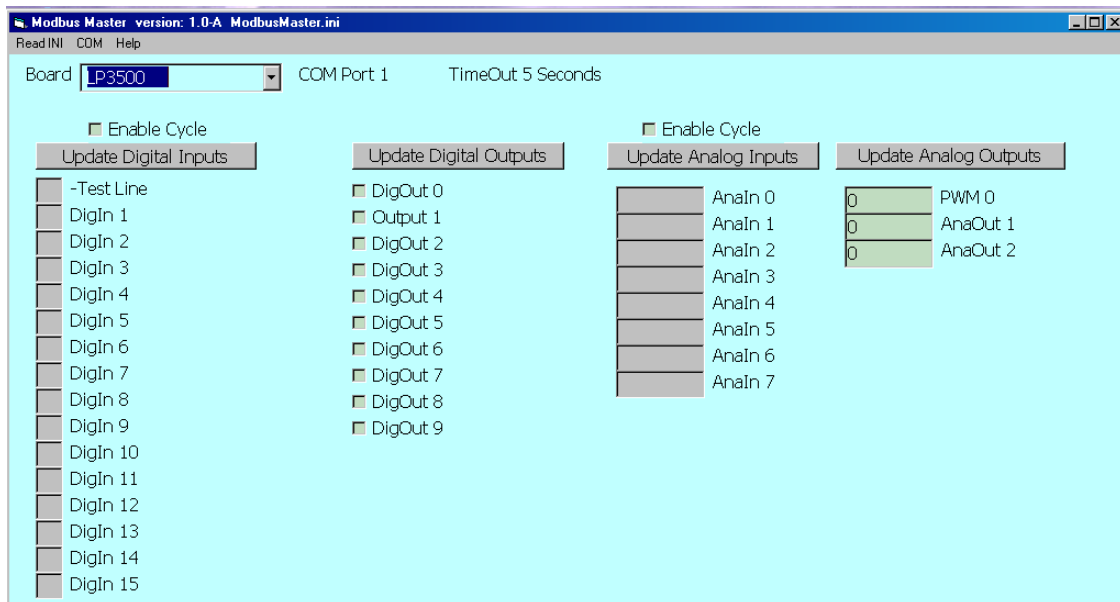 Modbus Master version: 1.0-A ModbusMaster.ini
Read INI COM Help
Board LP3500 COM Port 1 TimeOut 5 Seconds
Enable Cycle
Update Digital Inputs
-Test Line
DigIn 1
DigIn 2
DigIn 3
DigIn 4
DigIn 5
DigIn 6
DigIn 7
DigIn 8
DigIn 9
DigIn 10
DigIn 11
DigIn 12
DigIn 13
DigIn 14
DigIn 15
Update Digital Outputs
DigOut 0
Output 1
DigOut 2
DigOut 3
DigOut 4
DigOut 5
DigOut 6
DigOut 7
DigOut 8
DigOut 9
Enable Cycle
Update Analog Inputs
AnaIn 0
AnaIn 1
AnaIn 2
AnaIn 3
AnaIn 4
AnaIn 5
AnaIn 6
AnaIn 7
Update Analog Outputs
0 PWM 0
0 AnaOut 1
0 AnaOut 2